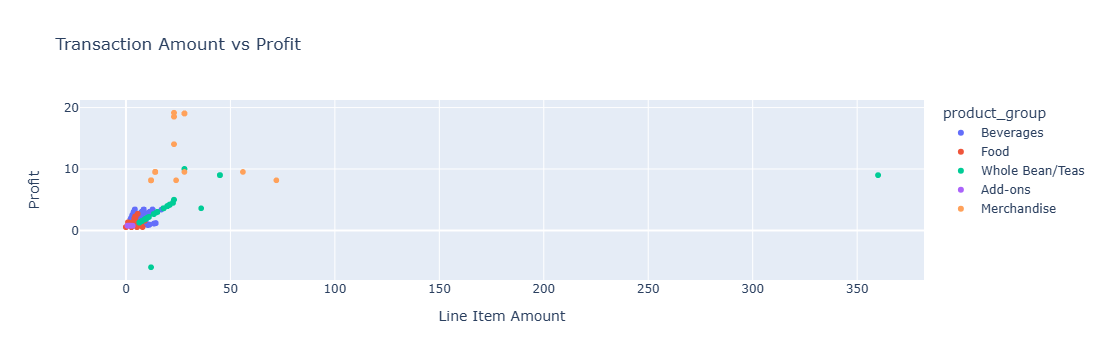 Transaction Amount vs Profit
20
10
0
Profit
0 50 100 150 200 250 300 350
Line Item Amount
product_group
Beverages
Food
Whole Bean/Teas
Add-ons
Merchandise